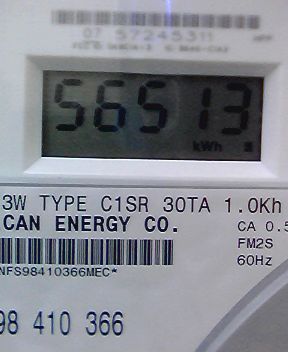 07 57245311
56513
kWh
3W TYPE C1SR 30TA 1.0Kh
CAN ENERGY CO.
CA 0.5
FM2S
NFS98410366MEC*
60Hz
98 410 366